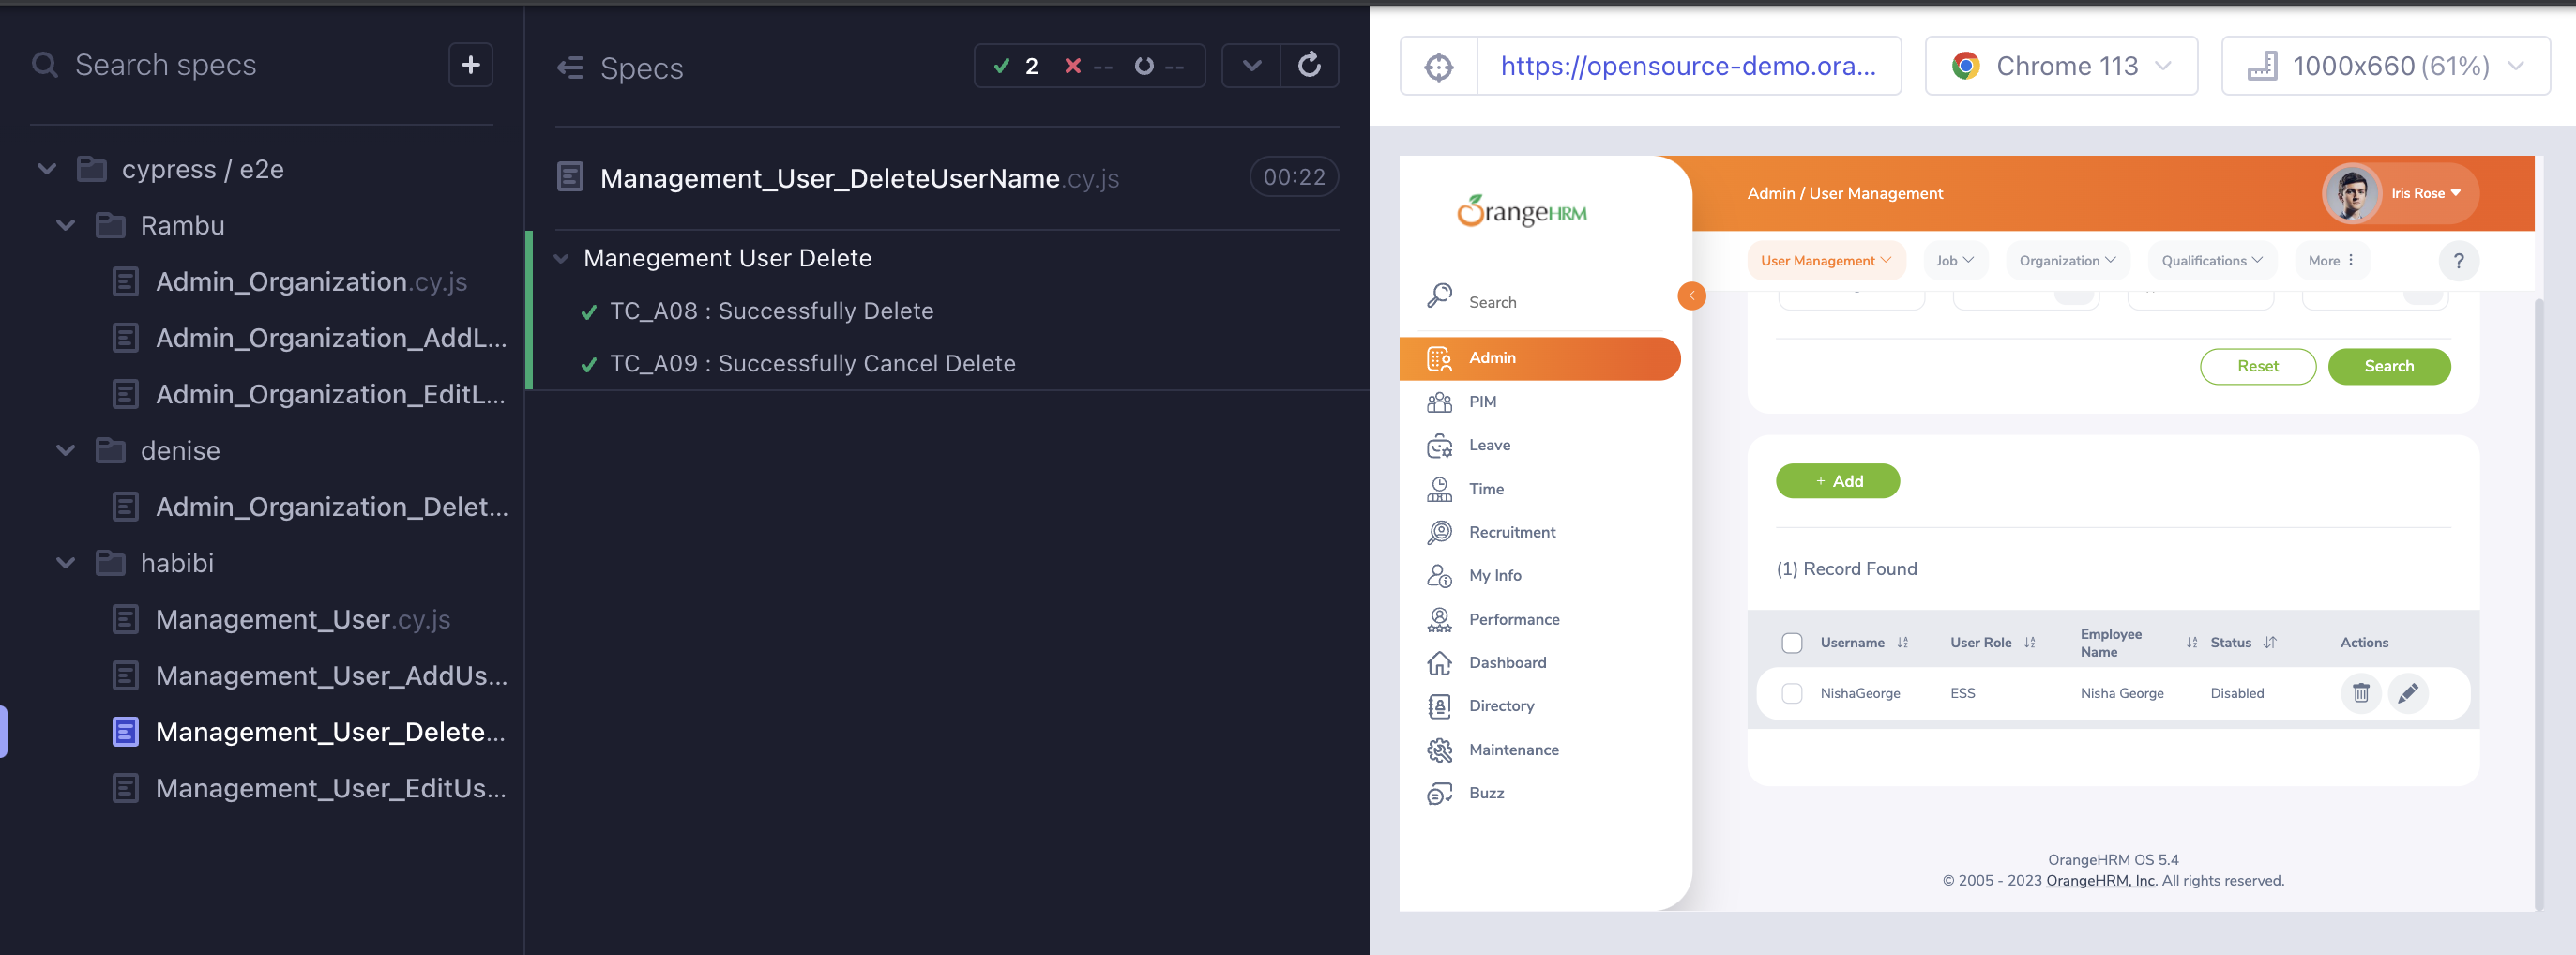 Search specs
+
cypress / e2e
Rambu
Admin_Organization.cy.js
Admin_Organization_AddL...
Admin_Organization_EditL...
denise
Admin_Organization_Delet...
habibi
Management_User.cy.js
Management_User_AddUs...
Management_User_Delete...
Management_User_EditUs...
Specs
2 -- --
Management_User_DeleteUserName.cy.js 00:22
Manegement User Delete
TC_A08 : Successfully Delete
TC_A09 : Successfully Cancel Delete
https://opensource-demo.ora... Chrome 113 1000x660 (61%)
OrangeHRM
Search
Admin
PIM
Leave
Time
Recruitment
My Info
Performance
Dashboard
Directory
Maintenance
Buzz
Admin / User Management Iris Rose
User Management Job Organization Qualifications More ?
Reset Search
+ Add
(1) Record Found
Username User Role Employee Name Status Actions
NishaGeorge ESS Nisha George Disabled
OrangeHRM OS 5.4
© 2005 - 2023 OrangeHRM, Inc. All rights reserved.